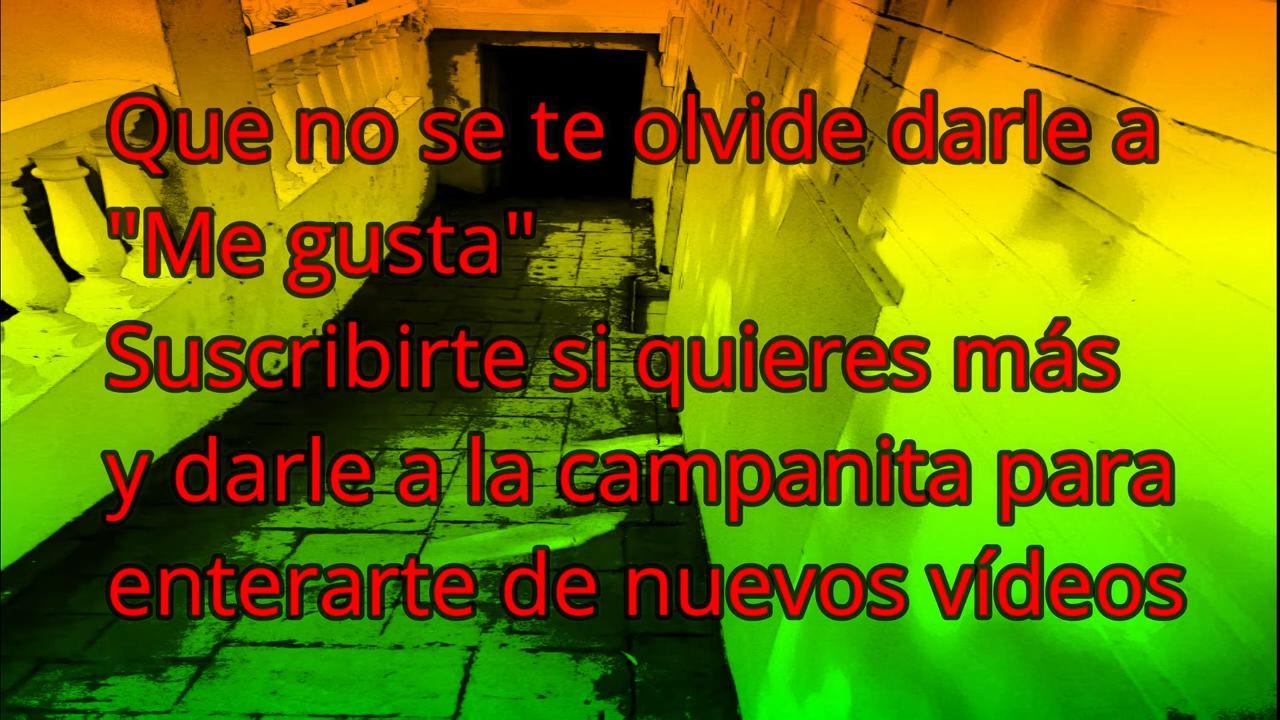 Que no se te olvide darle a
"Me gusta"
Suscribirte si quieres más
y darle a la campanita para
enterarte de nuevos vídeos